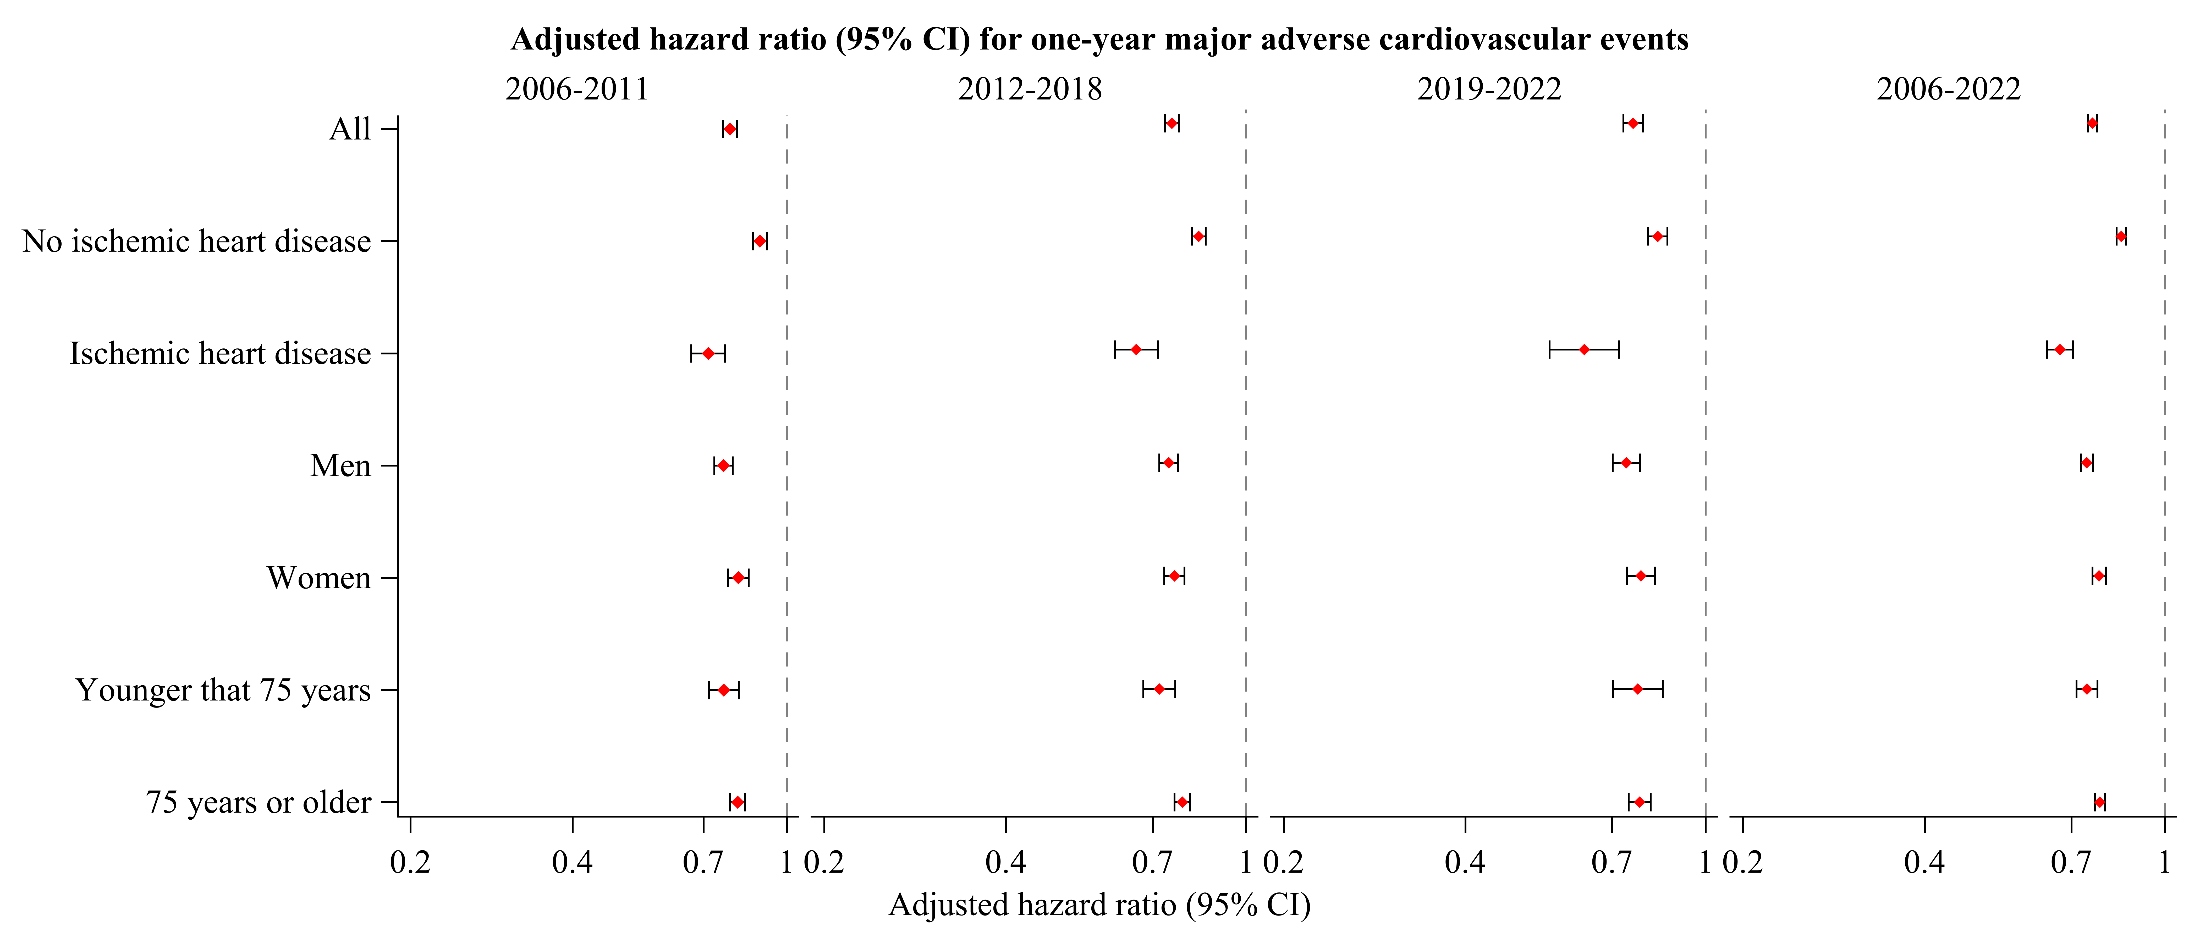 Adjusted hazard ratio (95% CI) for one-year major adverse cardiovascular events
2006-2011 2012-2018 2019-2022 2006-2022
All
No ischemic heart disease
Ischemic heart disease
Men
Women
Younger that 75 years
75 years or older
0.2 0.4 0.7 1 0.2 0.4 0.7 1 0.2 0.4 0.7 1 0.2 0.4 0.7 1
Adjusted hazard ratio (95% CI)